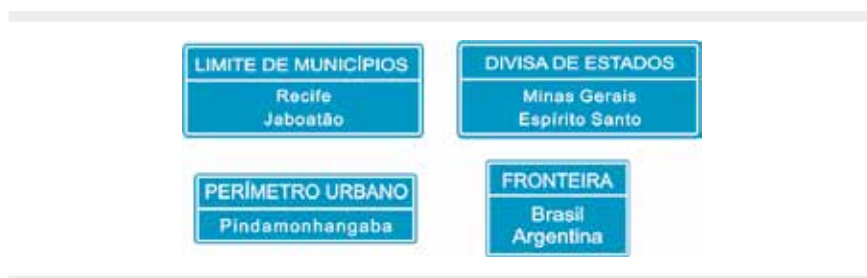 LIMITE DE MUNICÍPIOS
Recife
Jaboatão
DIVISA DE ESTADOS
Minas Gerais
Espírito Santo
PERÍMETRO URBANO
Pindamonhangaba
FRONTEIRA
Brasil
Argentina